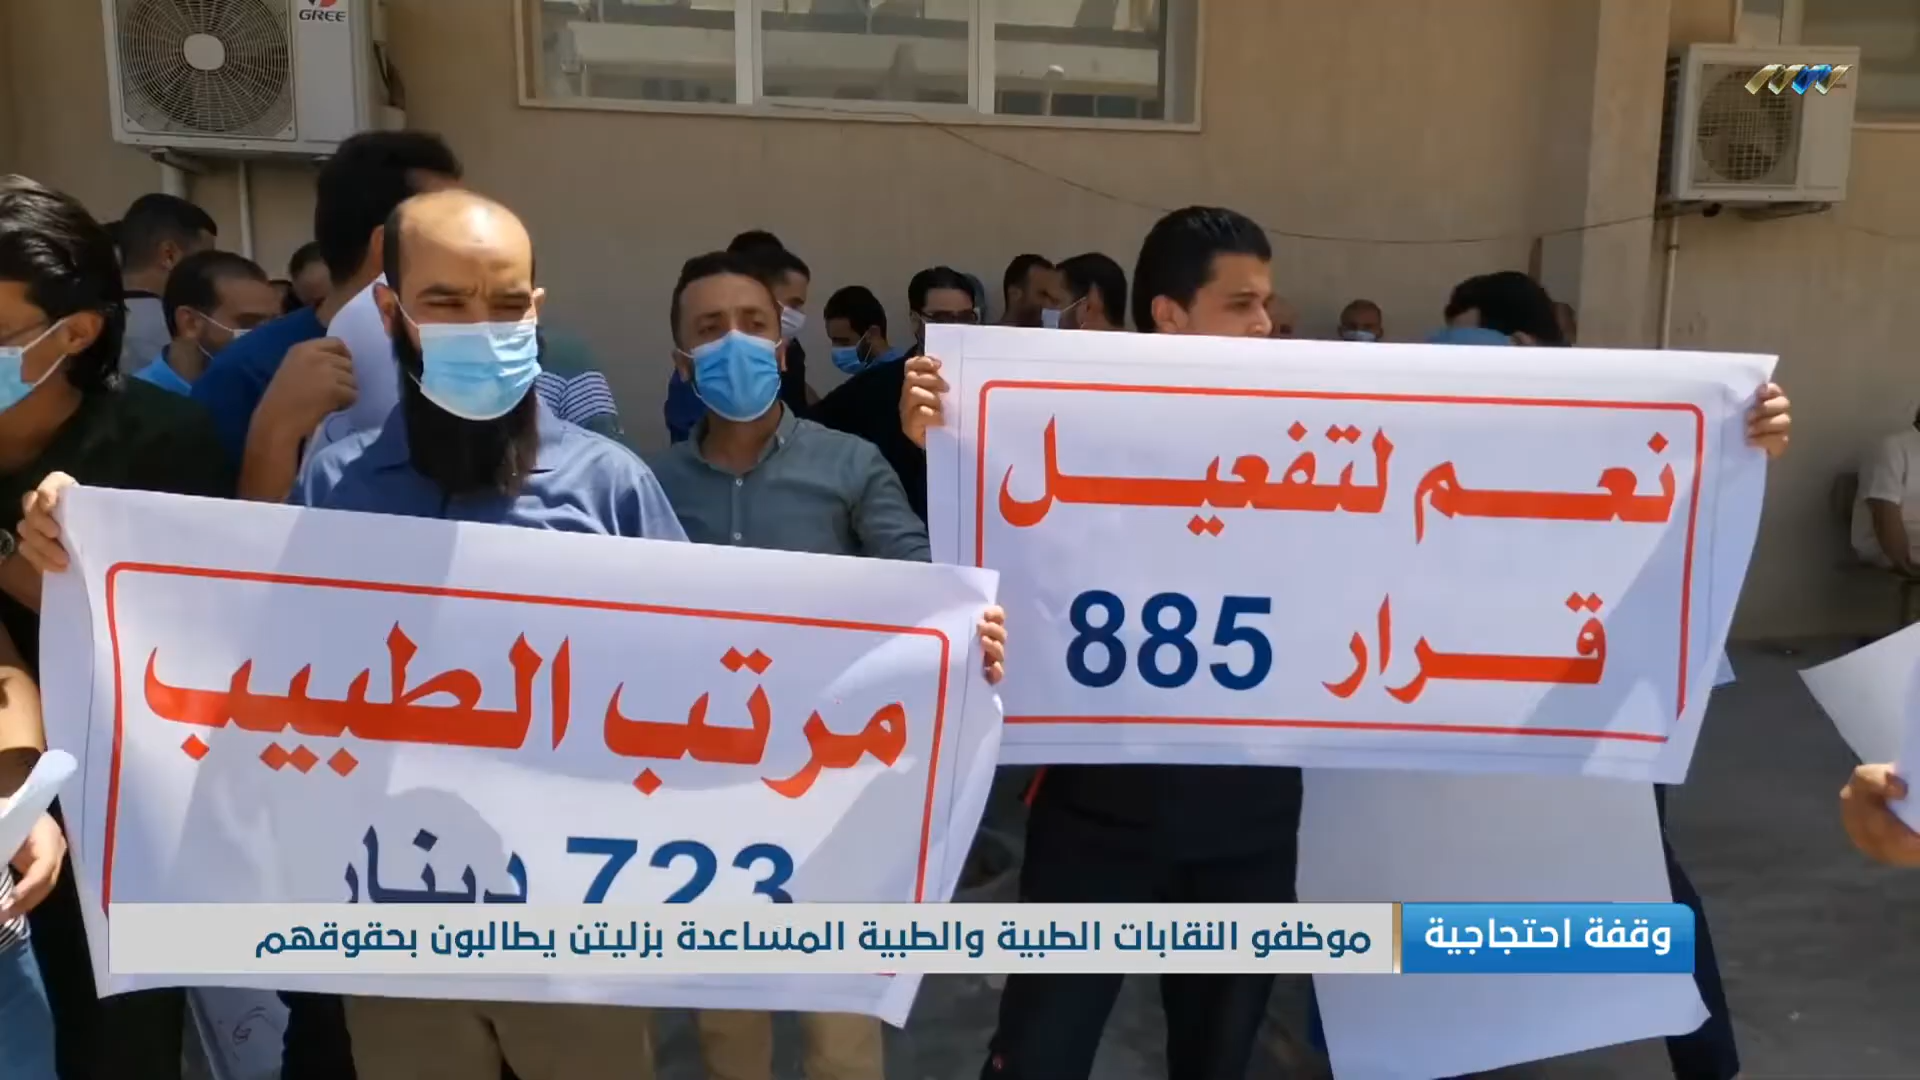 GREE
نعم لتفعيل
قرار 885
مرتب الطبيب
723 دينار
وقفة احتجاجية
موظفو النقابات الطبية والطبية المساعدة بزليتن يطالبون بحقوقهم